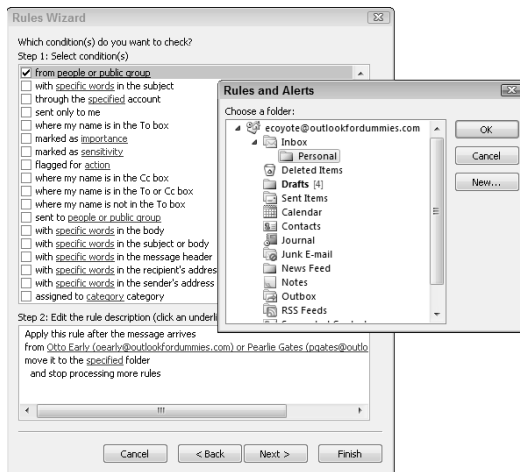 Rules Wizard
Which condition(s) do you want to check?
Step 1: Select condition(s)
from people or public group
with specific words in the subject
through the specified account
sent only to me
where my name is in the To box
marked as importance
marked as sensitivity
flagged for action
where my name is in the Cc box
where my name is in the To or Cc box
where my name is not in the To box
sent to people or public group
with specific words in the body
with specific words in the subject or body
with specific words in the message header
with specific words in the recipient's addres
with specific words in the sender's address
assigned to category category
Step 2: Edit the rule description (click an underli
Apply this rule after the message arrives
from Otto Early (oearly@outlookfordummies.com) or Pearlie Gates (pgates@outlo
move it to the specified folder
and stop processing more rules
Cancel
< Back
Next >
Finish
Rules and Alerts
Choose a folder:
ecoyote@outlookfordummies.com
Inbox
Personal
Deleted Items
Drafts [4]
Sent Items
Calendar
Contacts
Journal
Junk E-mail
News Feed
Notes
Outbox
RSS Feeds
OK
Cancel
New...